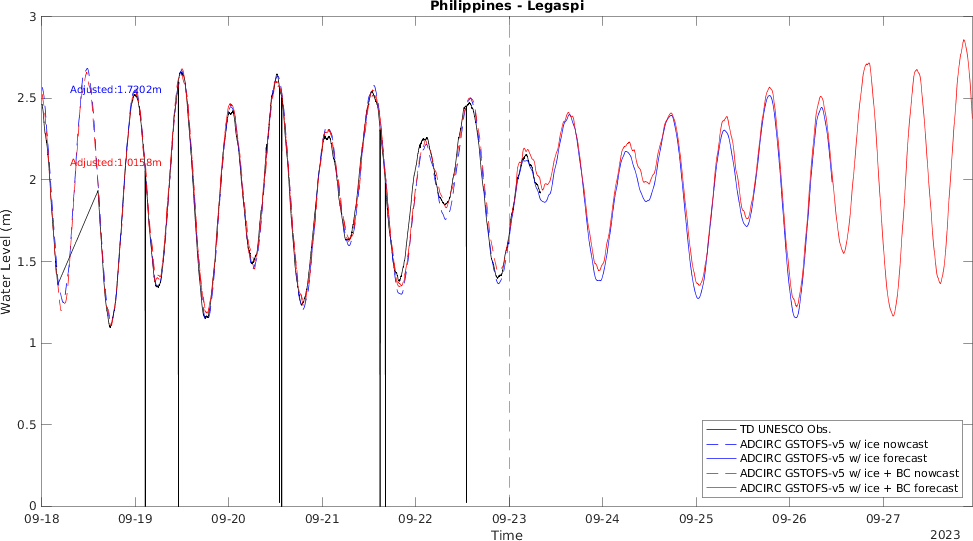 Philippines - Legaspi
3
2.5
2
1.5
1
0.5
0
Water Level (m)
Adjusted:1.7202m
Adjusted:1.0158m
TD UNESCO Obs.
ADCIRC GSTOFS-v5 w/ ice nowcast
ADCIRC GSTOFS-v5 w/ ice forecast
ADCIRC GSTOFS-v5 w/ ice + BC nowcast
ADCIRC GSTOFS-v5 w/ ice + BC forecast
09-18 09-19 09-20 09-21 09-22 09-23 09-24 09-25 09-26 09-27
Time
2023